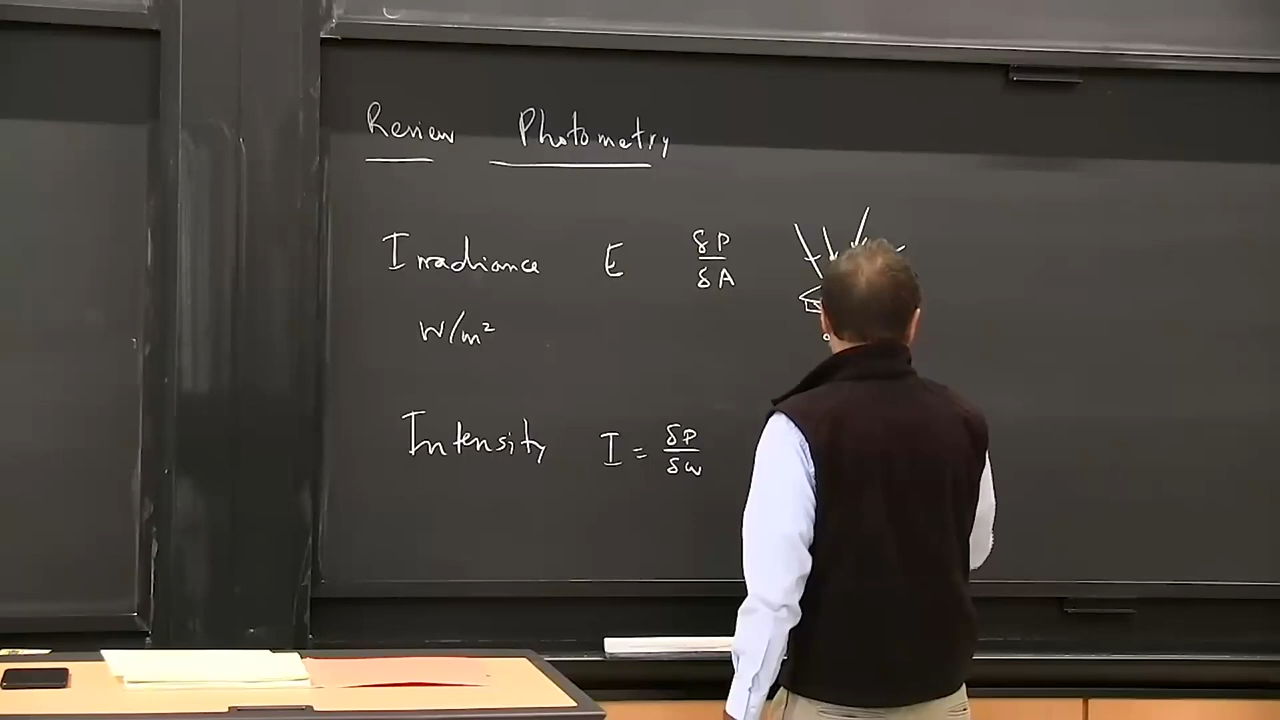 Review Photometry
Irradiance E δP/δA
W/m²
Intensity I = δP/δω